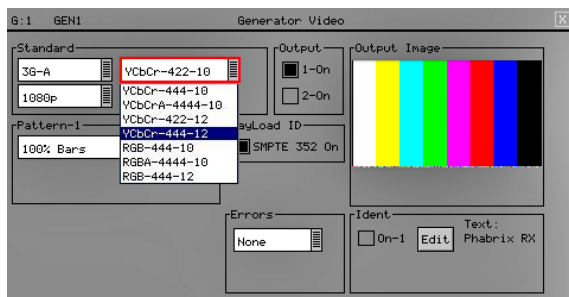 G:1 GEN1 Generator Video X
Standard
3G-A
YCbCr-422-10
1080p
YCbCr-444-10
YCbCrA-4444-10
YCbCr-422-12
YCbCr-444-12
RGB-444-10
RGBA-4444-10
RGB-444-12
Output
1-On
2-On
Output Image
Pattern-1
100% Bars
ayLoad ID
SMPTE 352 On
Errors
None
Ident
On-1
Edit
Text:
Phabrix RX